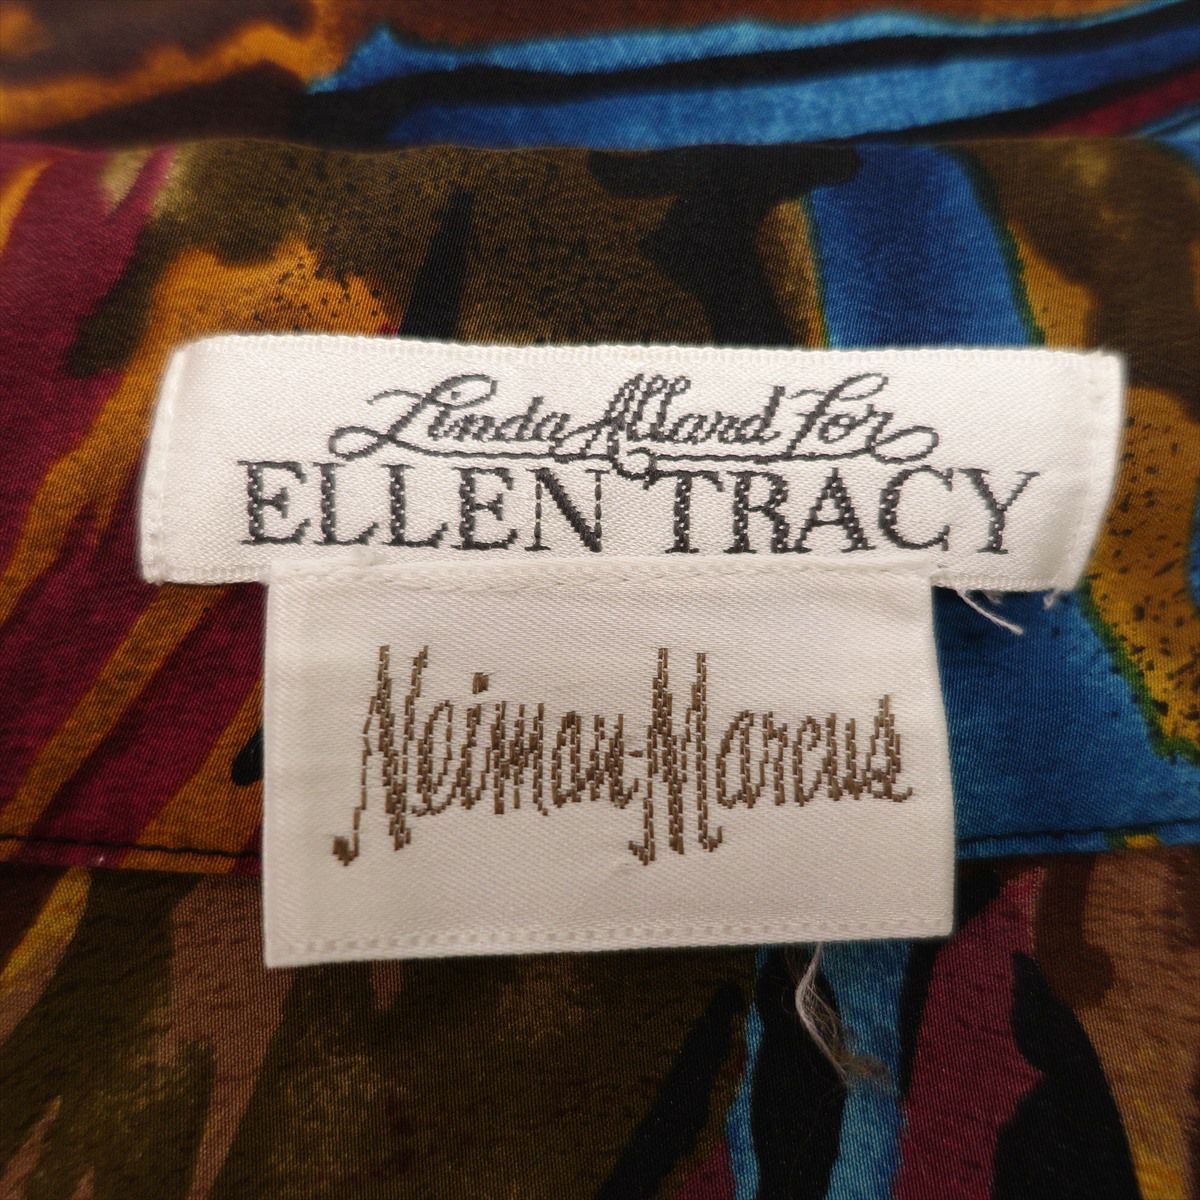 Linda Allard for
ELLEN TRACY
Neiman-Marcus